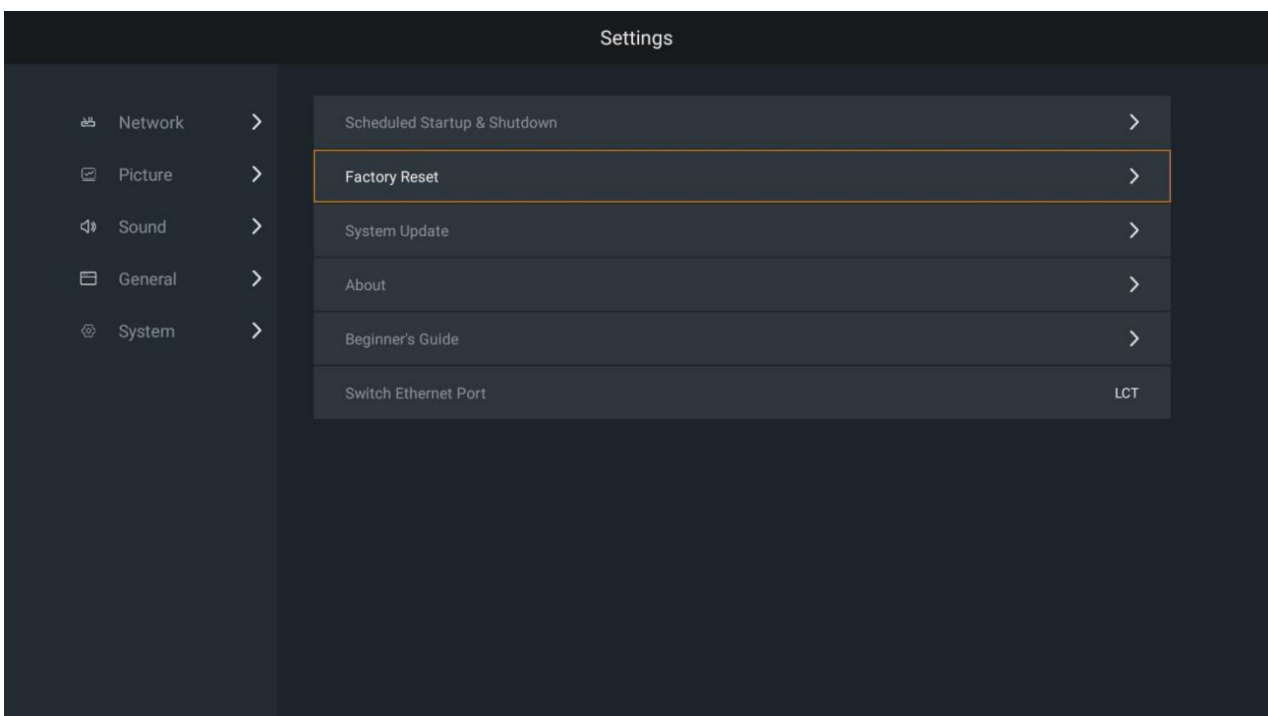 Settings
Network
Picture
Sound
General
System
Scheduled Startup & Shutdown
Factory Reset
System Update
About
Beginner's Guide
Switch Ethernet Port LCT